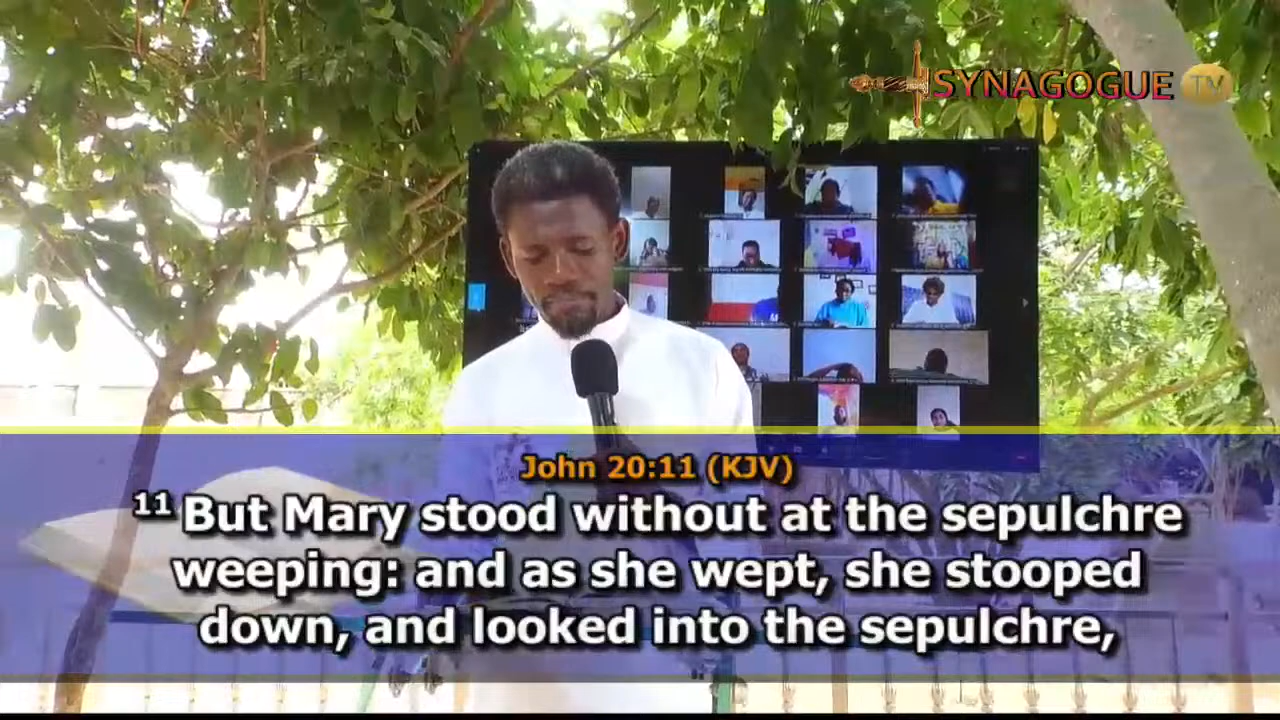 SYNAGOGUE TV
John 20:11 (KJV)
11 But Mary stood without at the sepulchre
weeping: and as she wept, she stooped
down, and looked into the sepulchre,